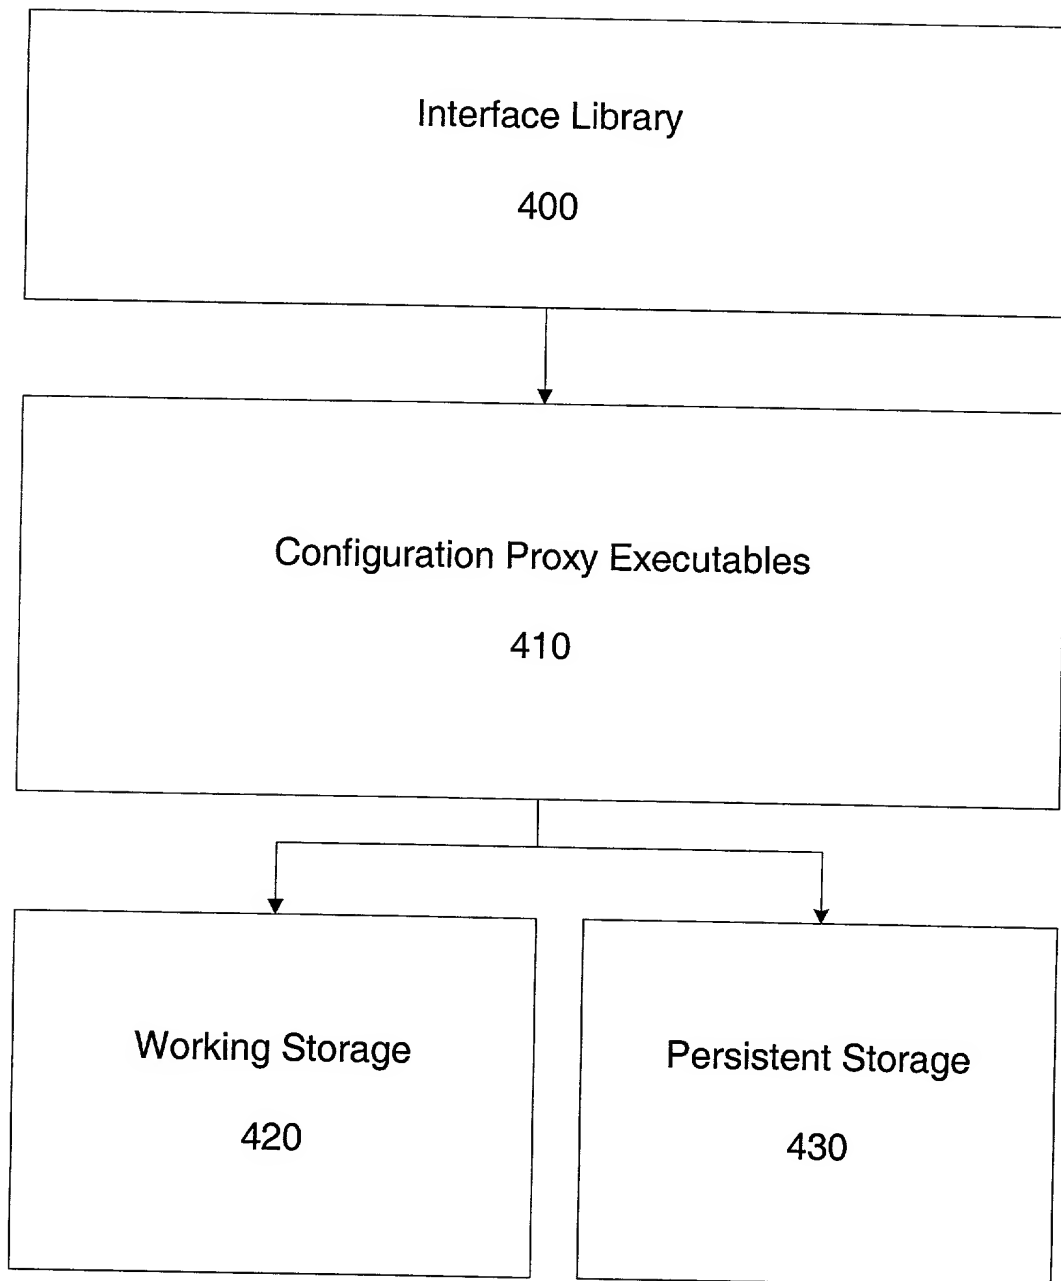 Interface Library
400
Configuration Proxy Executables
410
Working Storage
420
Persistent Storage
430